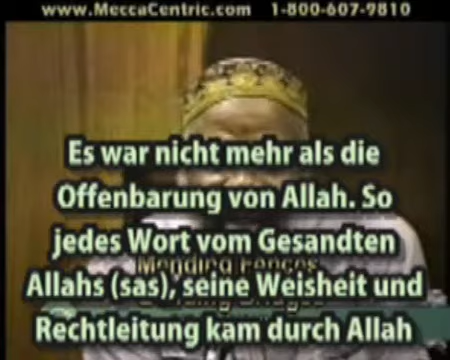 www.MeccaCentric.com 1-800-607-9810
Es war nicht mehr als die
Offenbarung von Allah. So
jedes Wort vom Gesandten
Mending Fences
Allahs (sas), seine Weisheit und
Rechtleitung kam durch Allah